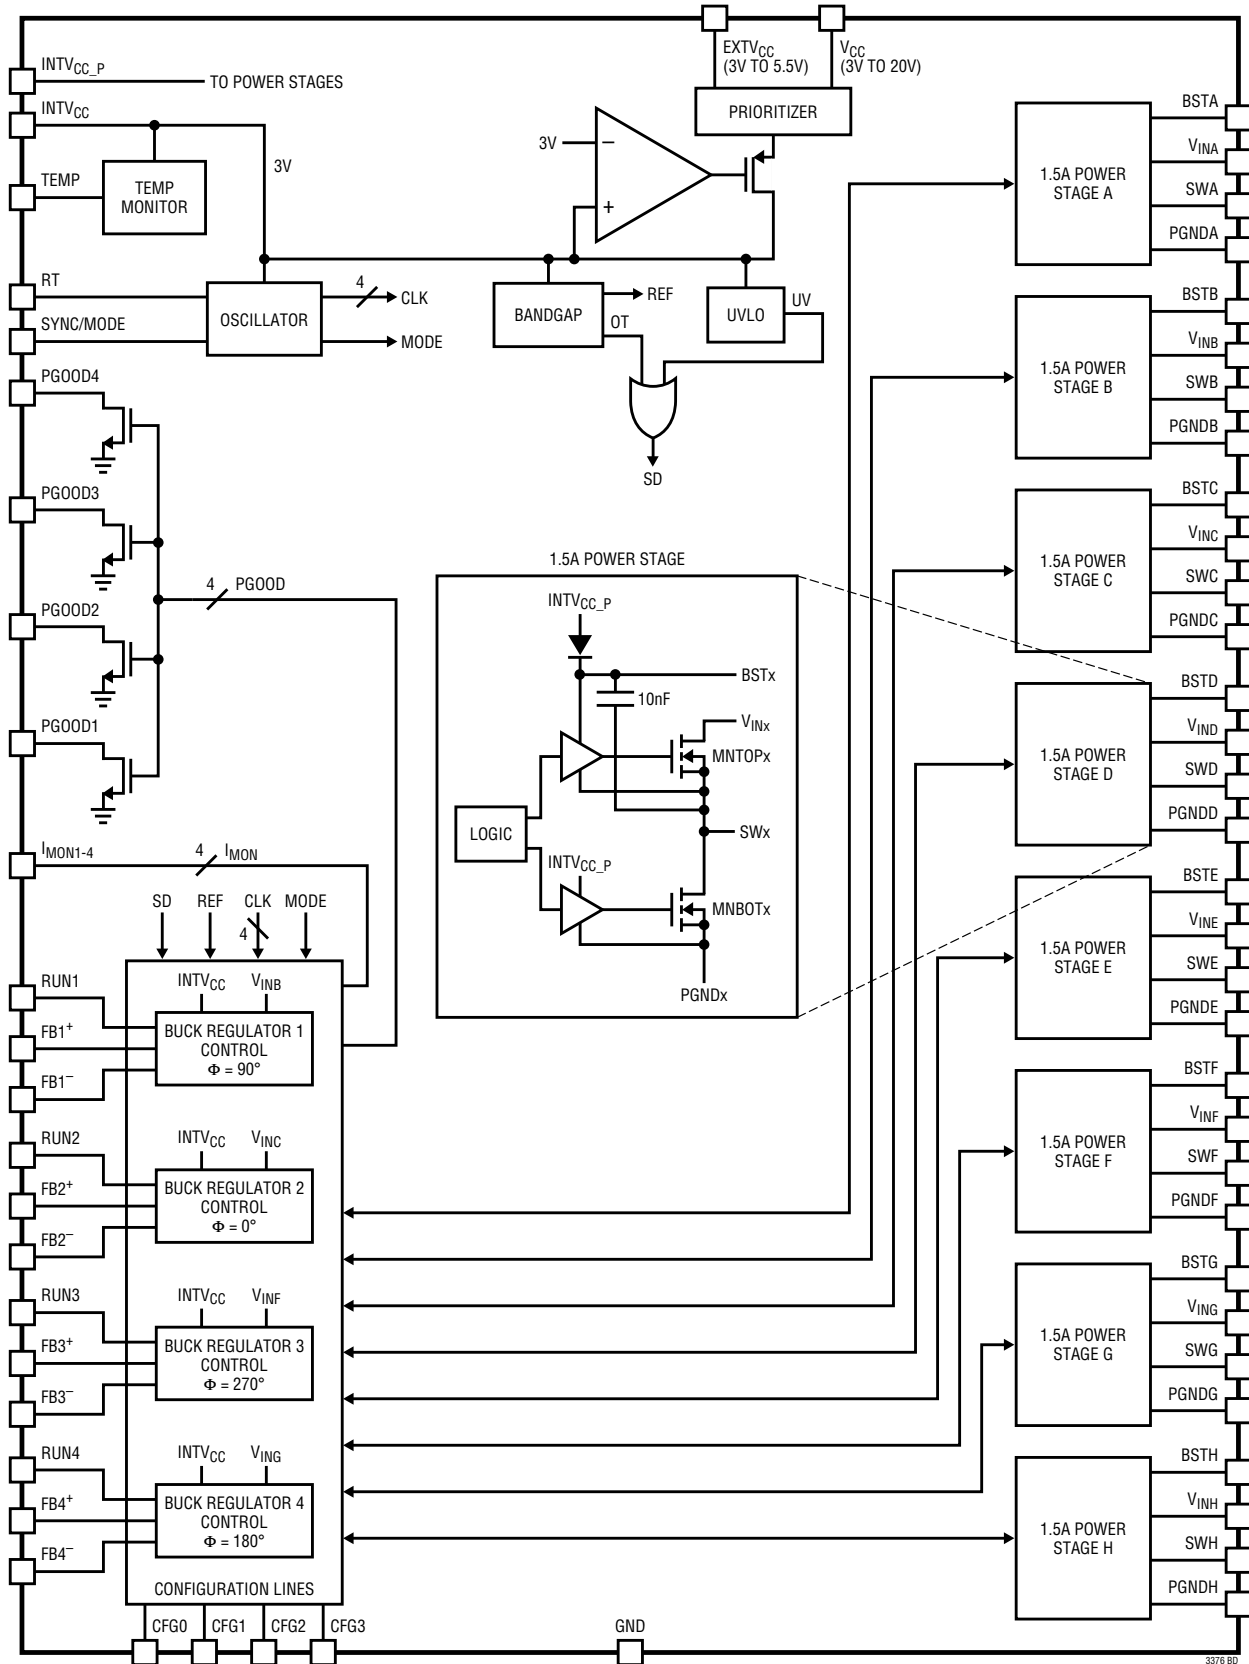 EXTVCC
(3V TO 5.5V)
VCC
(3V TO 20V)
INTVCC_P
TO POWER STAGES
INTVCC
PRIORITIZER
3V
−
+
3V
TEMP
TEMP
MONITOR
RT
SYNC/MODE
OSCILLATOR
4
CLK
MODE
BANDGAP
REF
OT
UVLO
UV
SD
PGOOD4
PGOOD3
PGOOD2
PGOOD1
4
PGOOD
1.5A POWER STAGE
INTVCC_P
BSTx
10nF
VINx
MNTOPx
LOGIC
SWx
INTVCC_P
MNBOTx
PGNDx
IMON1-4
4
IMON
SD
REF
CLK
MODE
4
RUN1
FB1+
FB1−
INTVCC
VINB
BUCK REGULATOR 1
CONTROL
Φ = 90°
RUN2
FB2+
FB2−
INTVCC
VINC
BUCK REGULATOR 2
CONTROL
Φ = 0°
RUN3
FB3+
FB3−
INTVCC
VINF
BUCK REGULATOR 3
CONTROL
Φ = 270°
RUN4
FB4+
FB4−
INTVCC
VING
BUCK REGULATOR 4
CONTROL
Φ = 180°
CONFIGURATION LINES
CFG0
CFG1
CFG2
CFG3
GND
1.5A POWER
STAGE A
BSTA
VINA
SWA
PGNDA
1.5A POWER
STAGE B
BSTB
VINB
SWB
PGNDB
1.5A POWER
STAGE C
BSTC
VINC
SWC
PGNDC
1.5A POWER
STAGE D
BSTD
VIND
SWD
PGNDD
1.5A POWER
STAGE E
BSTE
VINE
SWE
PGNDE
1.5A POWER
STAGE F
BSTF
VINF
SWF
PGNDF
1.5A POWER
STAGE G
BSTG
VING
SWG
PGNDG
1.5A POWER
STAGE H
BSTH
VINH
SWH
PGNDH
3376 BD